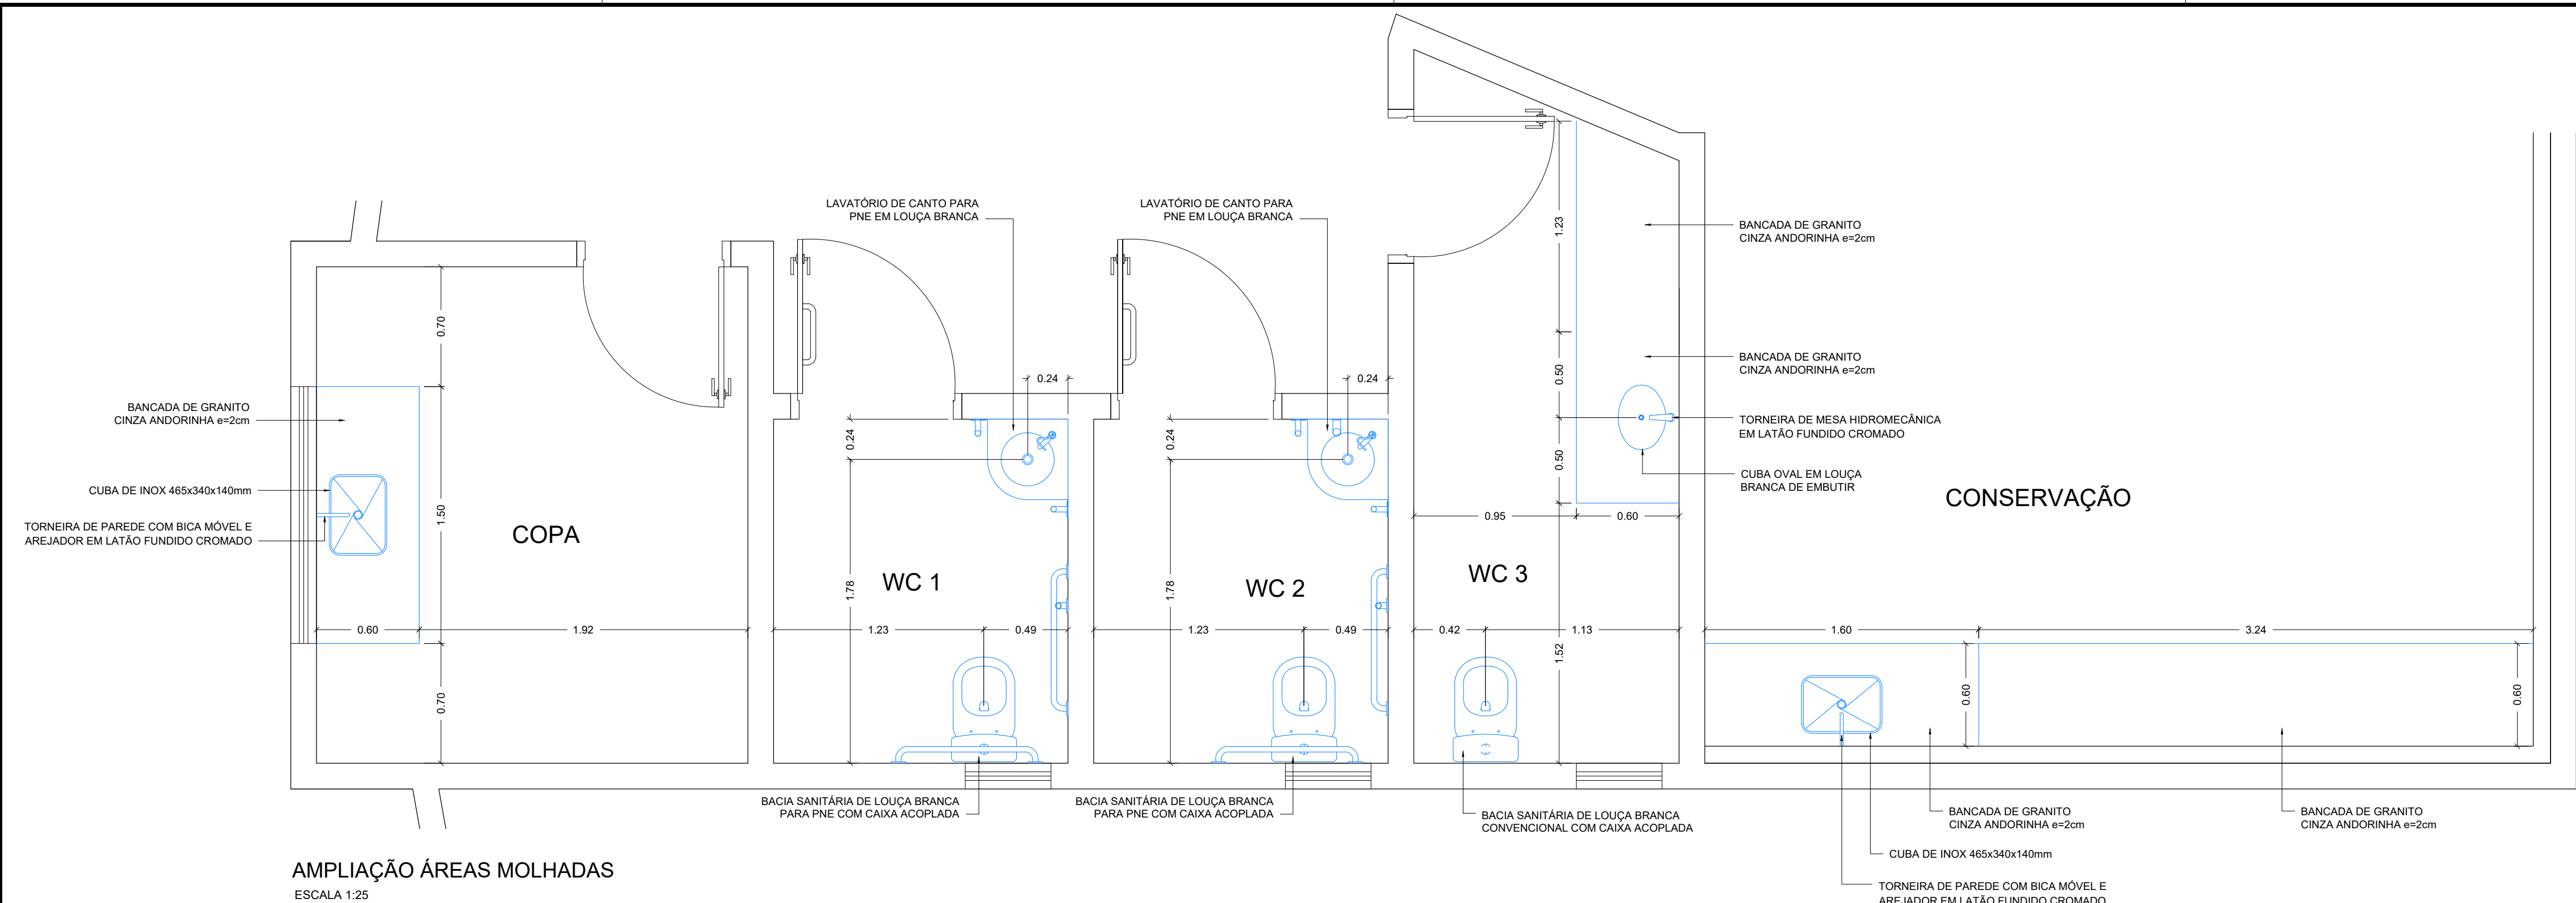 LAVATÓRIO DE CANTO PARA
PNE EM LOUÇA BRANCA
LAVATÓRIO DE CANTO PARA
PNE EM LOUÇA BRANCA
BANCADA DE GRANITO
CINZA ANDORINHA e=2cm
1.23
0.70
BANCADA DE GRANITO
CINZA ANDORINHA e=2cm
0.50
0.24
0.24
BANCADA DE GRANITO
CINZA ANDORINHA e=2cm
TORNEIRA DE MESA HIDROMECÂNICA
EM LATÃO FUNDIDO CROMADO
0.24
0.24
0.50
CUBA OVAL EM LOUÇA
BRANCA DE EMBUTIR
CUBA DE INOX 465x340x140mm
CONSERVAÇÃO
1.50
0.95
0.60
TORNEIRA DE PAREDE COM BICA MÓVEL E
AREJADOR EM LATÃO FUNDIDO CROMADO
COPA
WC 1
WC 2
WC 3
1.78
1.78
0.60
1.92
1.23
0.49
1.23
0.49
0.42
1.13
1.60
3.24
1.52
0.70
0.60
0.60
BACIA SANITÁRIA DE LOUÇA BRANCA
PARA PNE COM CAIXA ACOPLADA
BACIA SANITÁRIA DE LOUÇA BRANCA
PARA PNE COM CAIXA ACOPLADA
BACIA SANITÁRIA DE LOUÇA BRANCA
CONVENCIONAL COM CAIXA ACOPLADA
BANCADA DE GRANITO
CINZA ANDORINHA e=2cm
BANCADA DE GRANITO
CINZA ANDORINHA e=2cm
CUBA DE INOX 465x340x140mm
TORNEIRA DE PAREDE COM BICA MÓVEL E
AREJADOR EM LATÃO FUNDIDO CROMADO
AMPLIAÇÃO ÁREAS MOLHADAS
ESCALA 1:25